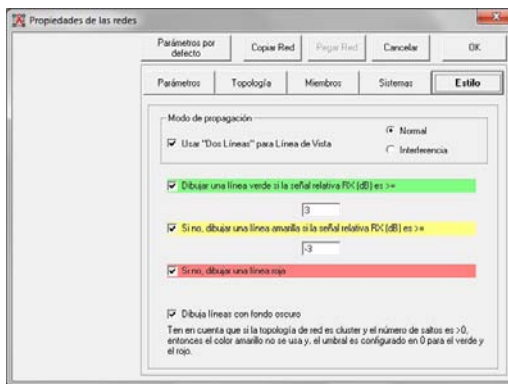 Propiedades de las redes
Parámetros por defecto
Copiar Red
Pegar Red
Cancelar
OK
Parámetros
Topología
Miembros
Sistemas
Estilo
Modo de propagación
Usar "Dos Líneas" para Línea de Vista
Normal
Interferencia
Dibujar una línea verde si la señal relativa RX (dB) es >=
3
Si no, dibujar una línea amarilla si la señal relativa RX (dB) es >=
-3
Si no, dibujar una línea roja
Dibuja líneas con fondo oscuro
Ten en cuenta que si la topología de red es cluster y el número de saltos es >0,
entonces el color amarillo no se usa y, el umbral es configurado en 0 para el verde y
el rojo.